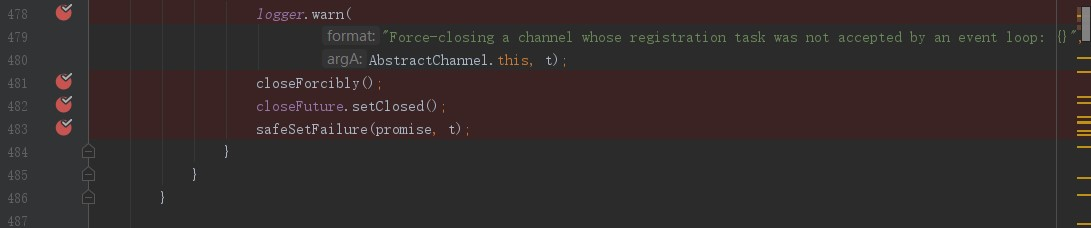 478 logger.warn(
479 format: "Force-closing a channel whose registration task was not accepted by an event loop: {}",
480 argA: AbstractChannel.this, t);
481 closeForcibly();
482 closeFuture.setClosed();
483 safeSetFailure(promise, t);
484 }
485 }
486 }
487